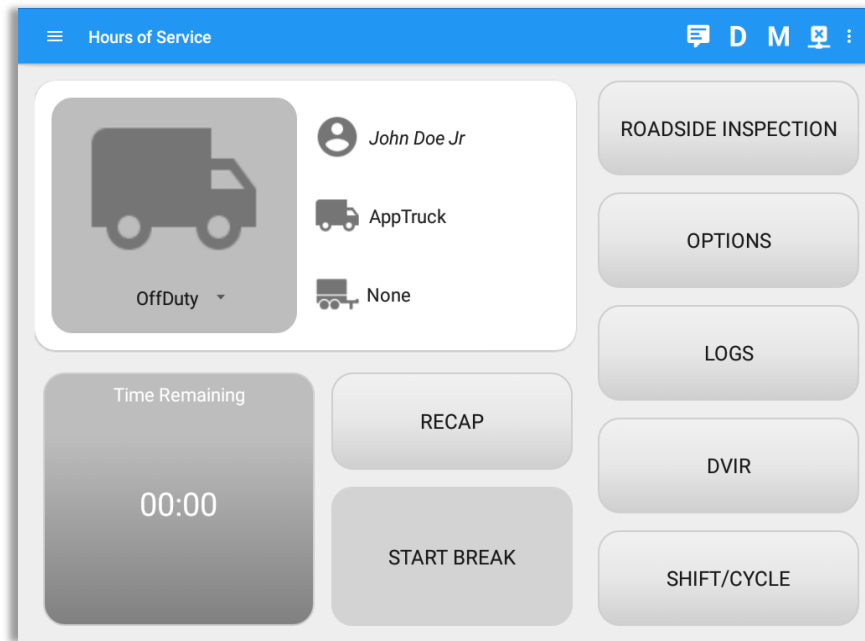 Hours of Service
D M
John Doe Jr
AppTruck
None
OffDuty
ROADSIDE INSPECTION
OPTIONS
LOGS
DVIR
SHIFT/CYCLE
Time Remaining
00:00
RECAP
START BREAK